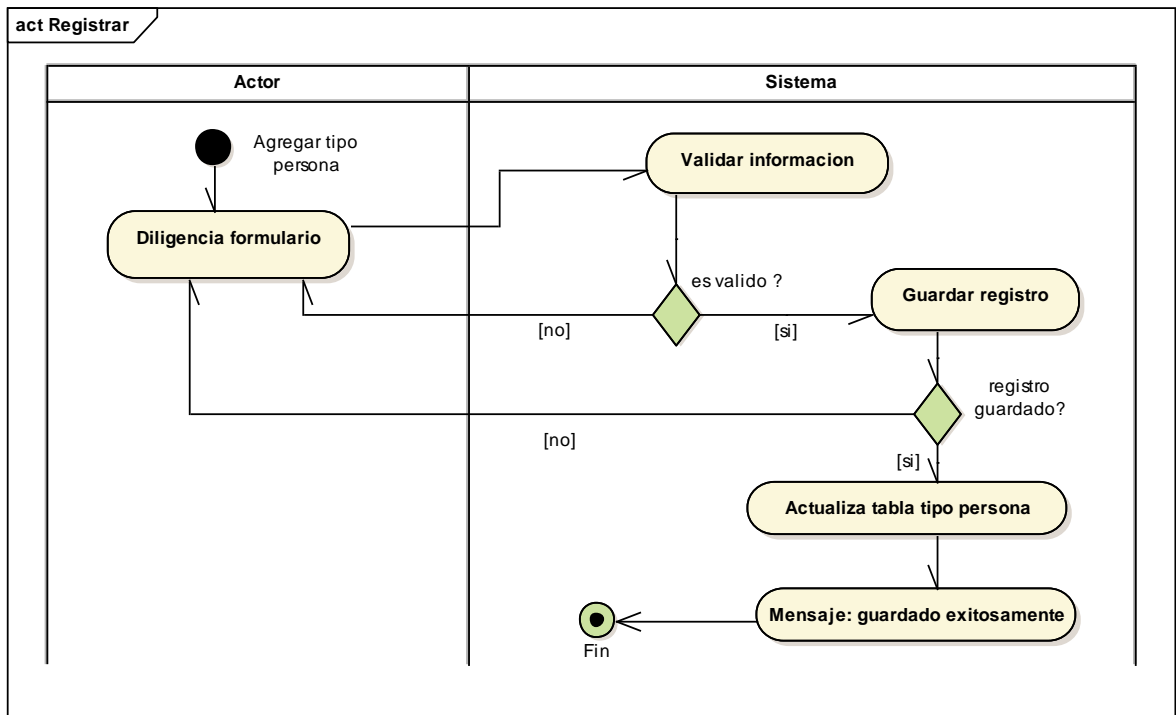 act Registrar
Actor
Sistema
Agregar tipo
persona
Validar informacion
Diligencia formulario
es valido ?
Guardar registro
[no]
[si]
registro
guardado?
[no]
[si]
Actualiza tabla tipo persona
Mensaje: guardado exitosamente
Fin